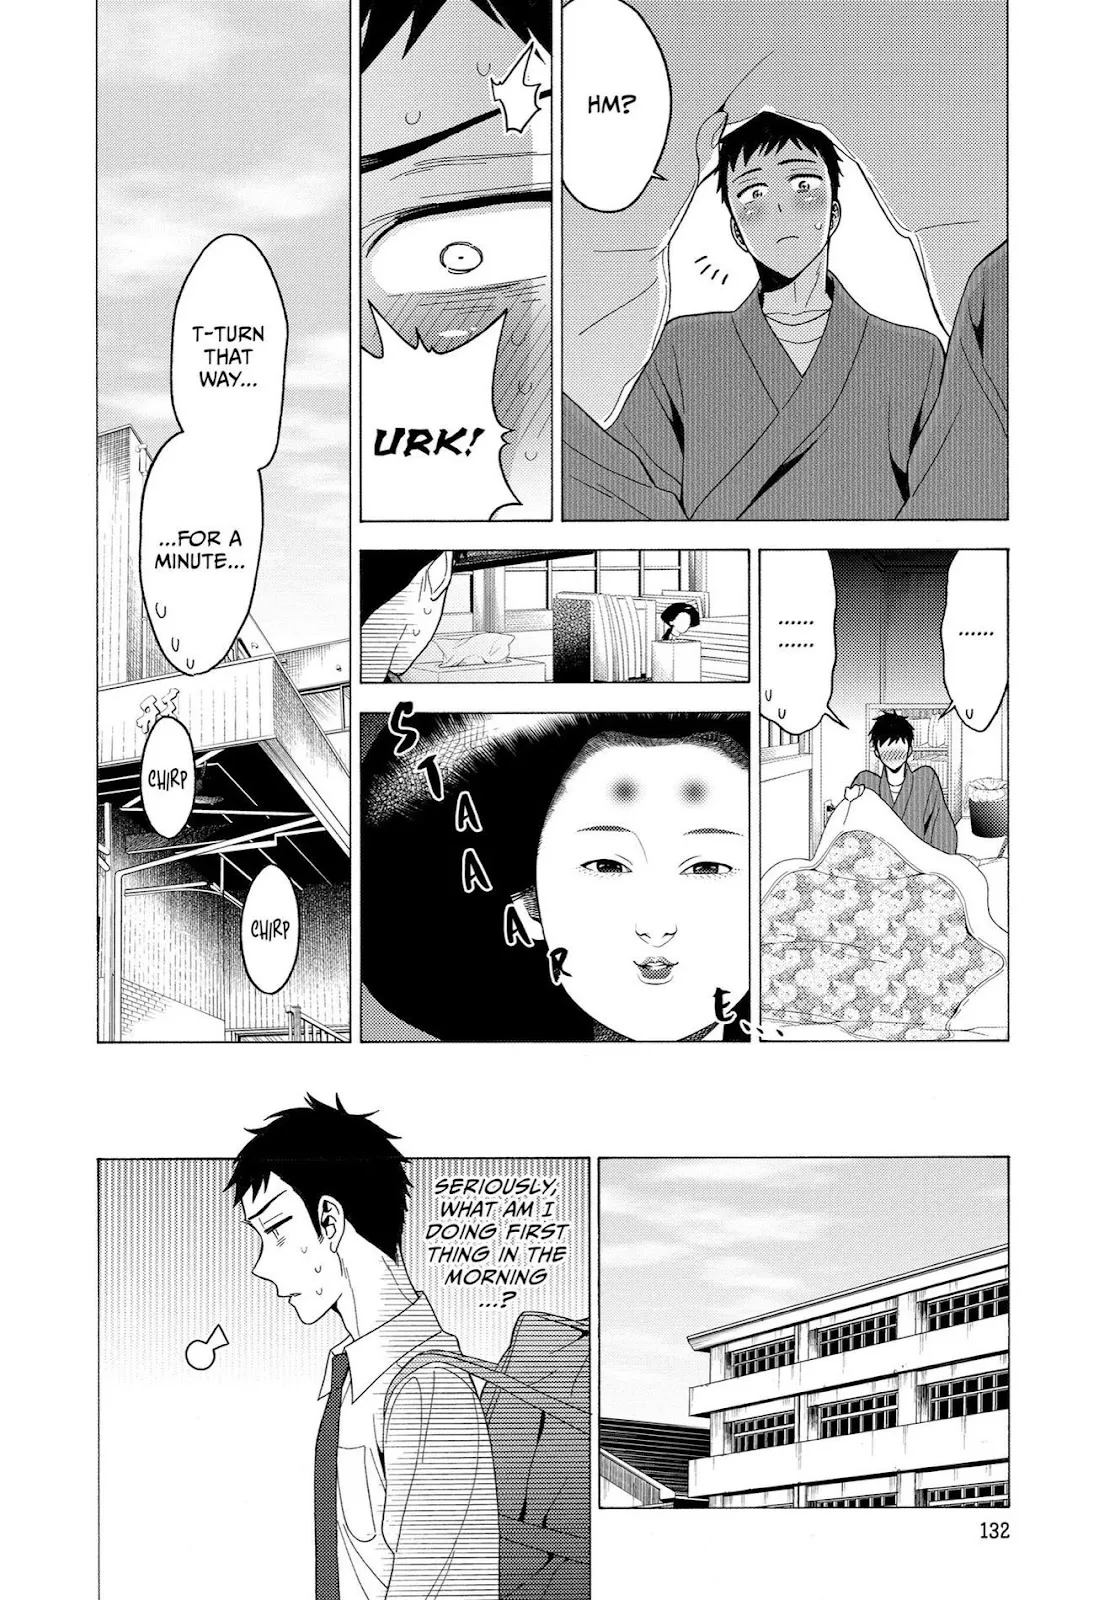 HM?
URK!
.......
.......
.......
S
T
A
A
A
R
E...
T-TURN
THAT
WAY...
...FOR A
MINUTE...
CHIRP
CHIRP
SERIOUSLY,
WHAT AM I
DOING FIRST
THING IN THE
MORNING
...?
132